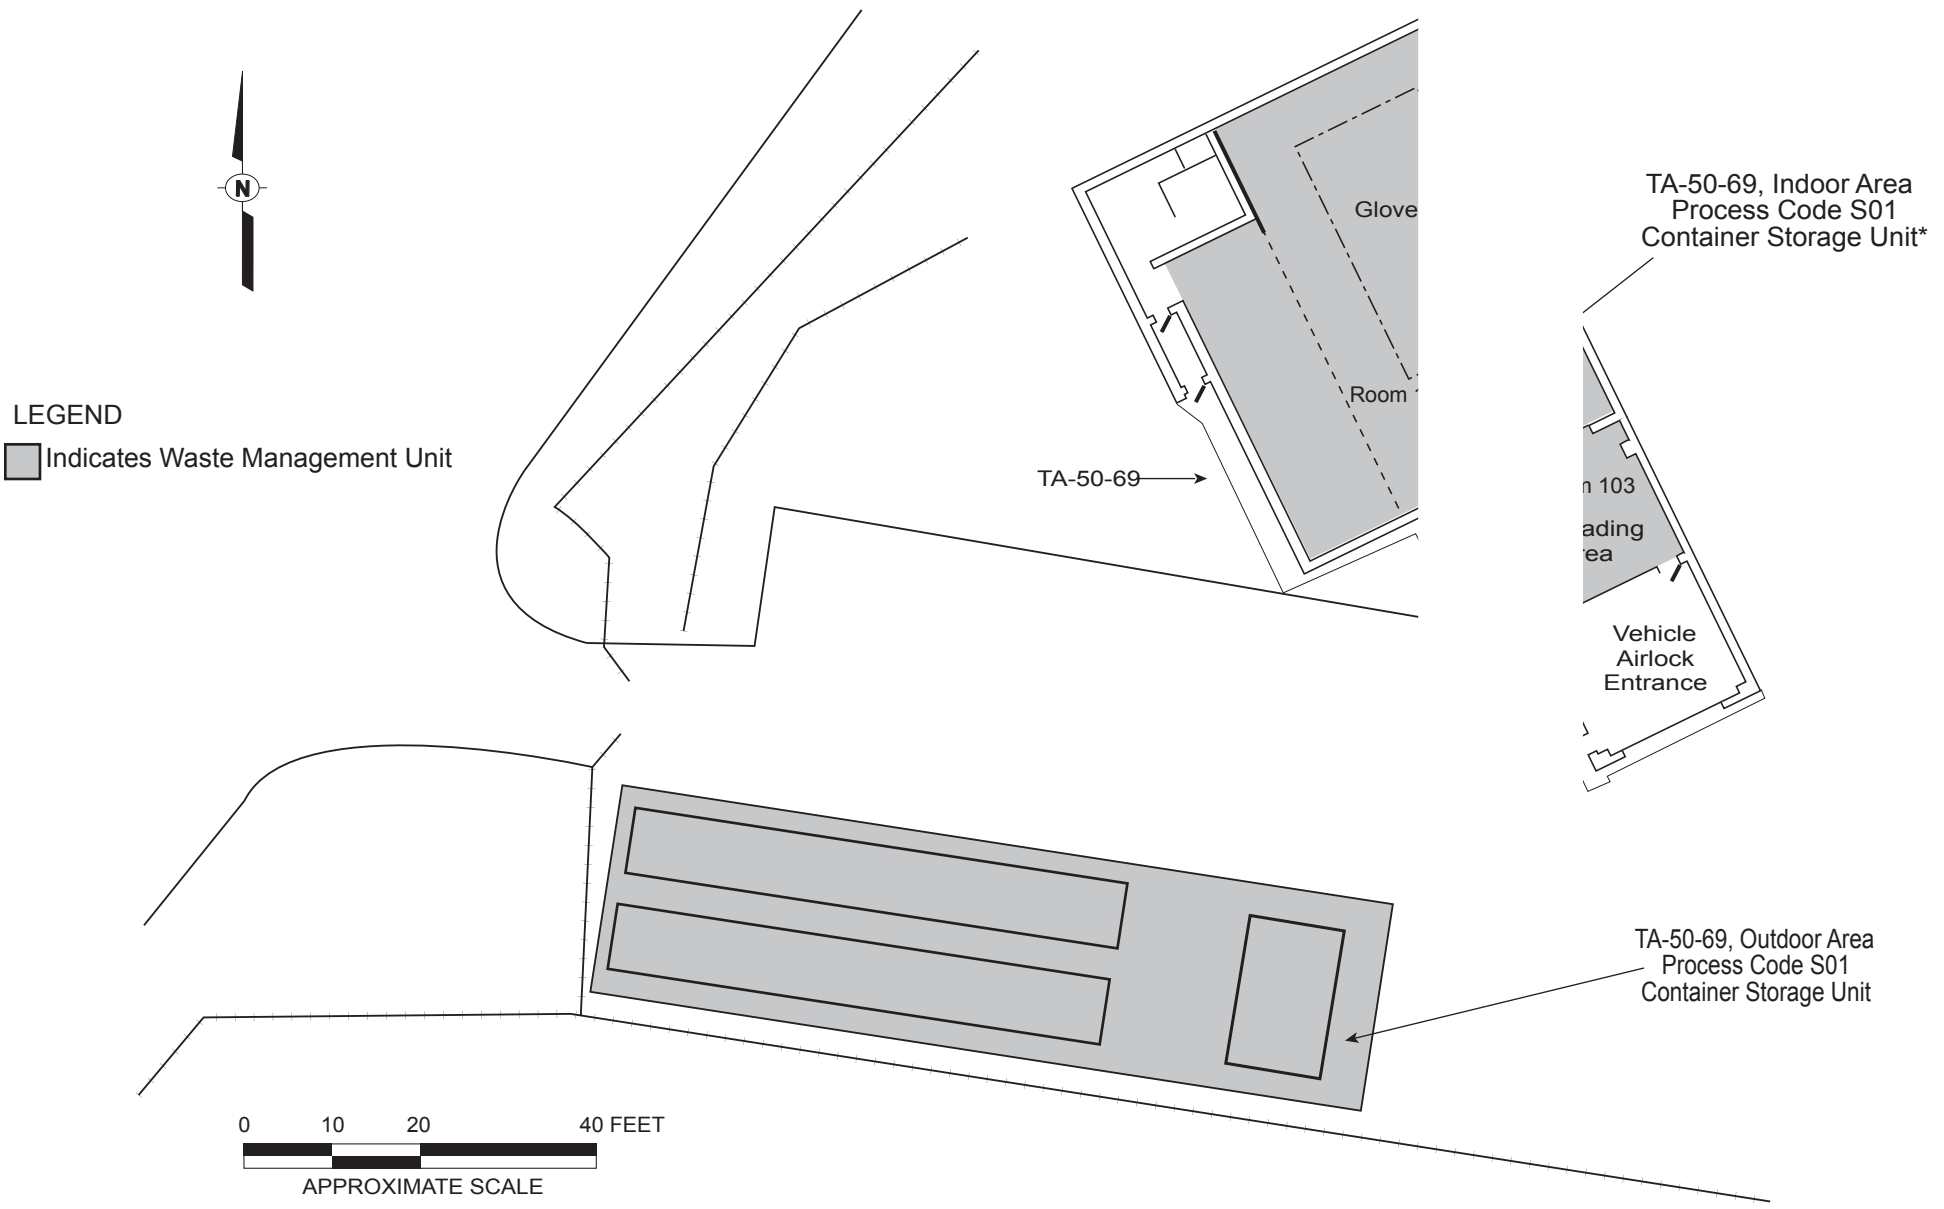 N
TA-50-69, Indoor Area
Process Code S01
Container Storage Unit*
Glove
LEGEND
Indicates Waste Management Unit
Room
TA-50-69
103
ading
rea
Vehicle
Airlock
Entrance
TA-50-69, Outdoor Area
Process Code S01
Container Storage Unit
0 10 20 40 FEET
APPROXIMATE SCALE